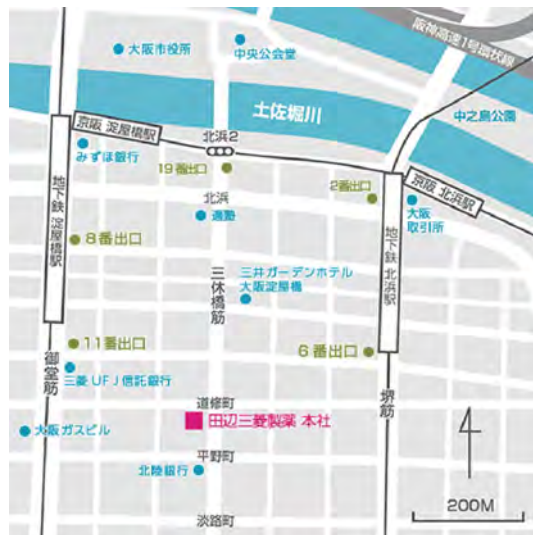 阪神高速1号環状線
大阪市役所
中央公会堂
土佐堀川
中之島公園
京阪 淀屋橋駅
北浜2
みずほ銀行
19番出口
2番出口
京阪 北浜駅
北浜
適塾
大阪
取引所
地下鉄 淀屋橋駅
8番出口
地下鉄 北浜駅
三休橋筋
三井ガーデンホテル
大阪淀屋橋
11番出口
6番出口
御堂筋
三菱UFJ信託銀行
道修町
堺筋
田辺三菱製薬 本社
大阪ガスビル
平野町
北陸銀行
200M
淡路町